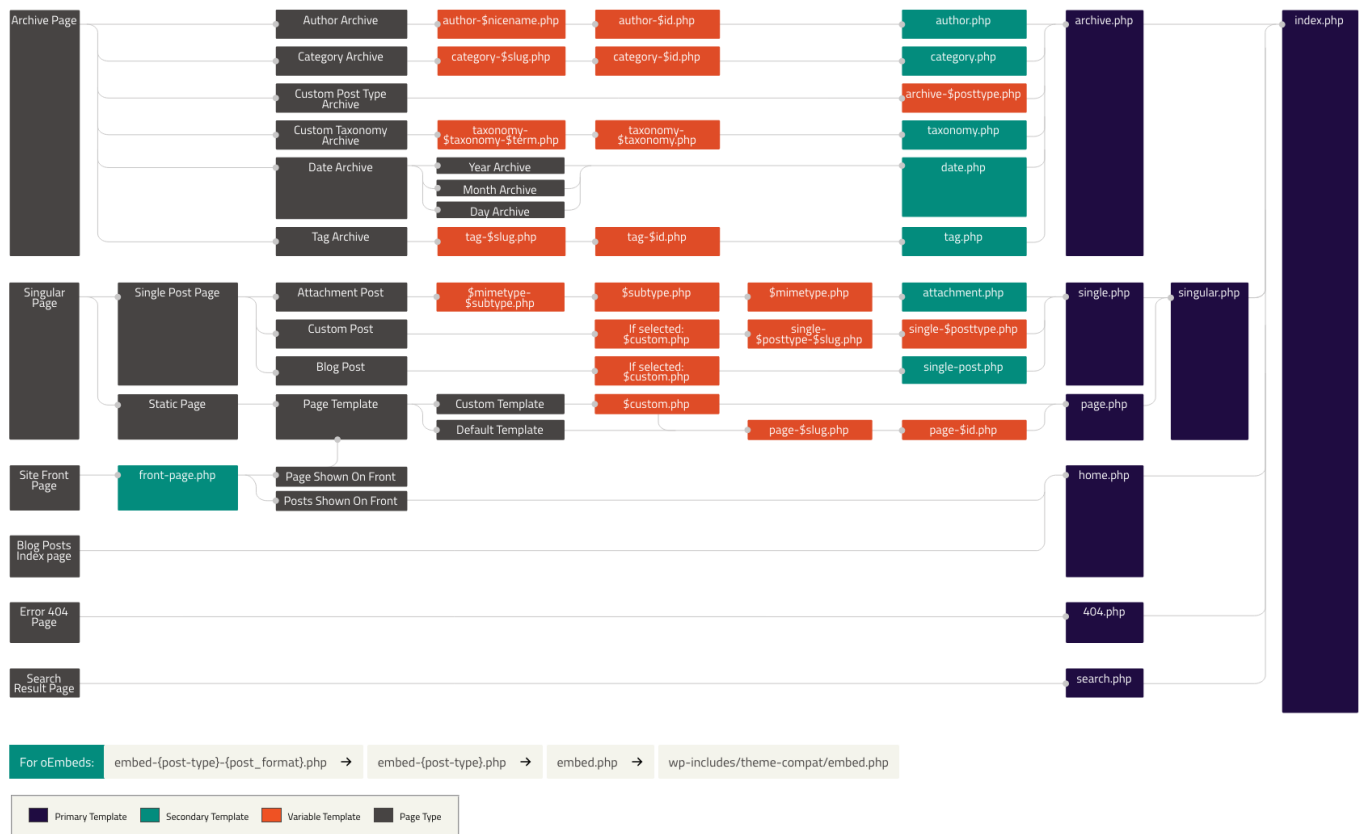 Archive Page
Author Archive
author-$nicename.php
author-$id.php
author.php
archive.php
index.php
Category Archive
category-$slug.php
category-$id.php
category.php
Custom Post Type
Archive
archive-$posttype.php
Custom Taxonomy
Archive
taxonomy-
$taxonomy-$term.php
taxonomy-
$taxonomy.php
taxonomy.php
Date Archive
Year Archive
Month Archive
Day Archive
date.php
Tag Archive
tag-$slug.php
tag-$id.php
tag.php
Singular
Page
Single Post Page
Attachment Post
$mimetype-
$subtype.php
$subtype.php
$mimetype.php
attachment.php
single.php
singular.php
Custom Post
If selected:
$custom.php
single-
$posttype-$slug.php
single-$posttype.php
Blog Post
If selected:
$custom.php
single-post.php
Static Page
Page Template
Custom Template
$custom.php
page.php
Default Template
page-$slug.php
page-$id.php
Site Front
Page
front-page.php
Page Shown On Front
Posts Shown On Front
home.php
Blog Posts
Index page
Error 404
Page
404.php
Search
Result Page
search.php
For oEmbeds:
embed-{post-type}-{post_format}.php → embed-{post-type}.php → embed.php → wp-includes/theme-compat/embed.php
Primary Template
Secondary Template
Variable Template
Page Type